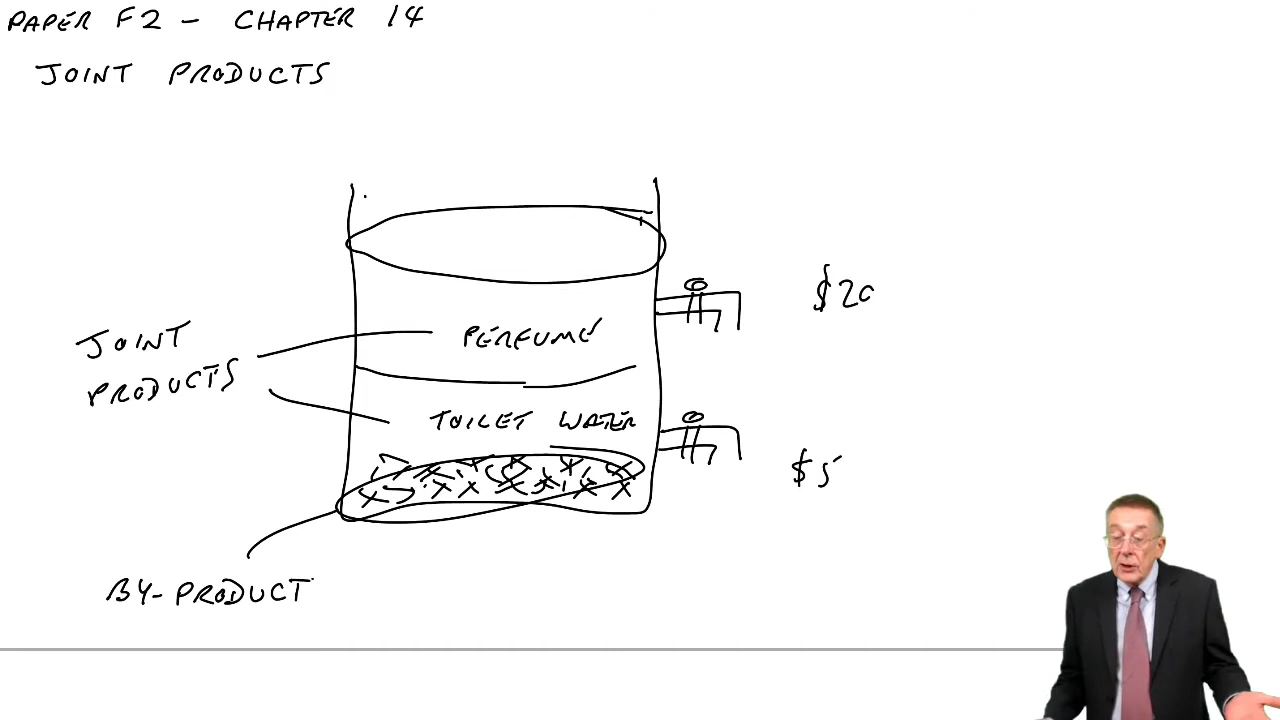 PAPER F2 - CHAPTER 14
JOINT PRODUCTS
$20
PERFUME
JOINT
PRODUCTS
TOILET WATER
$5
BY-PRODUCT